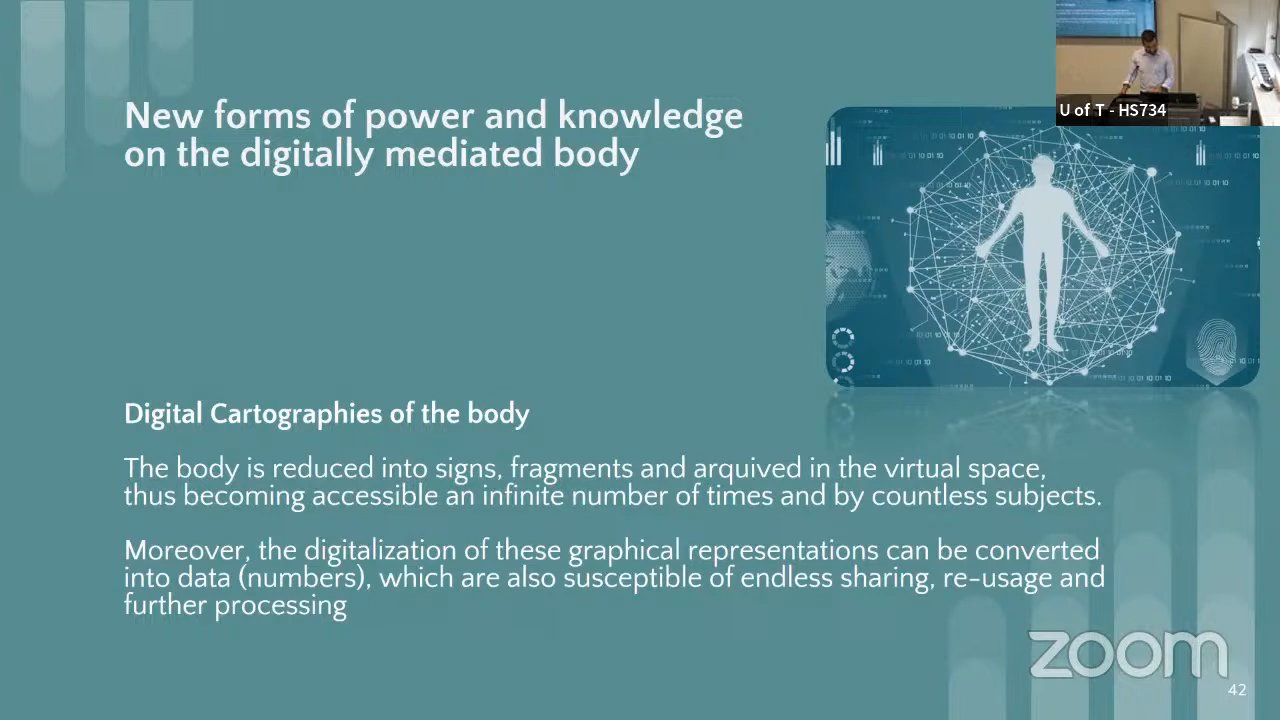 New forms of power and knowledge
on the digitally mediated body
U of T - HS734
Digital Cartographies of the body
The body is reduced into signs, fragments and arquived in the virtual space,
thus becoming accessible an infinite number of times and by countless subjects.
Moreover, the digitalization of these graphical representations can be converted
into data (numbers), which are also susceptible of endless sharing, re-usage and
further processing
zoom
42